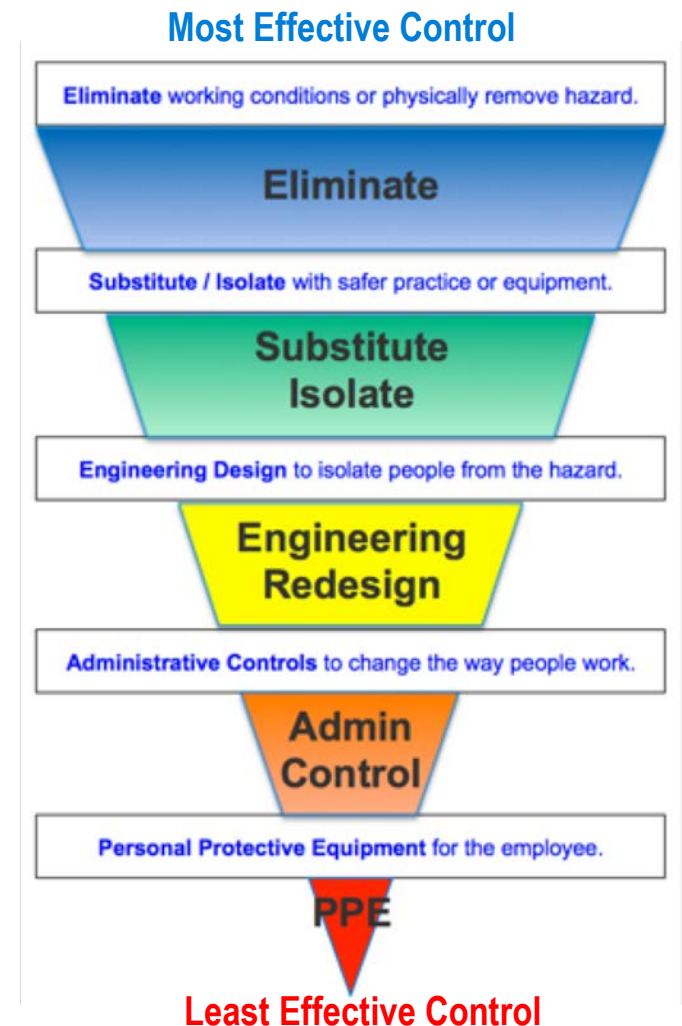 Most Effective Control
Eliminate working conditions or physically remove hazard.
Eliminate
Substitute / Isolate with safer practice or equipment.
Substitute
Isolate
Engineering Design to isolate people from the hazard.
Engineering
Redesign
Administrative Controls to change the way people work.
Admin
Control
Personal Protective Equipment for the employee.
PPE
Least Effective Control